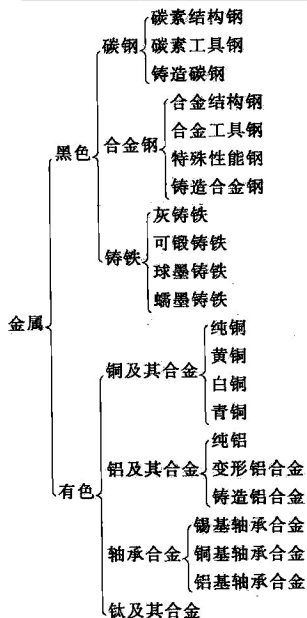 碳素结构钢
碳钢
碳素工具钢
铸造碳钢
合金结构钢
合金工具钢
合金钢
黑色
特殊性能钢
铸造合金钢
灰铸铁
可锻铸铁
铸铁
球墨铸铁
蠕墨铸铁
金属
纯铜
黄铜
铜及其合金
白铜
青铜
纯铝
铝及其合金
变形铝合金
有色
铸造铝合金
锡基轴承合金
轴承合金
铜基轴承合金
铝基轴承合金
钛及其合金